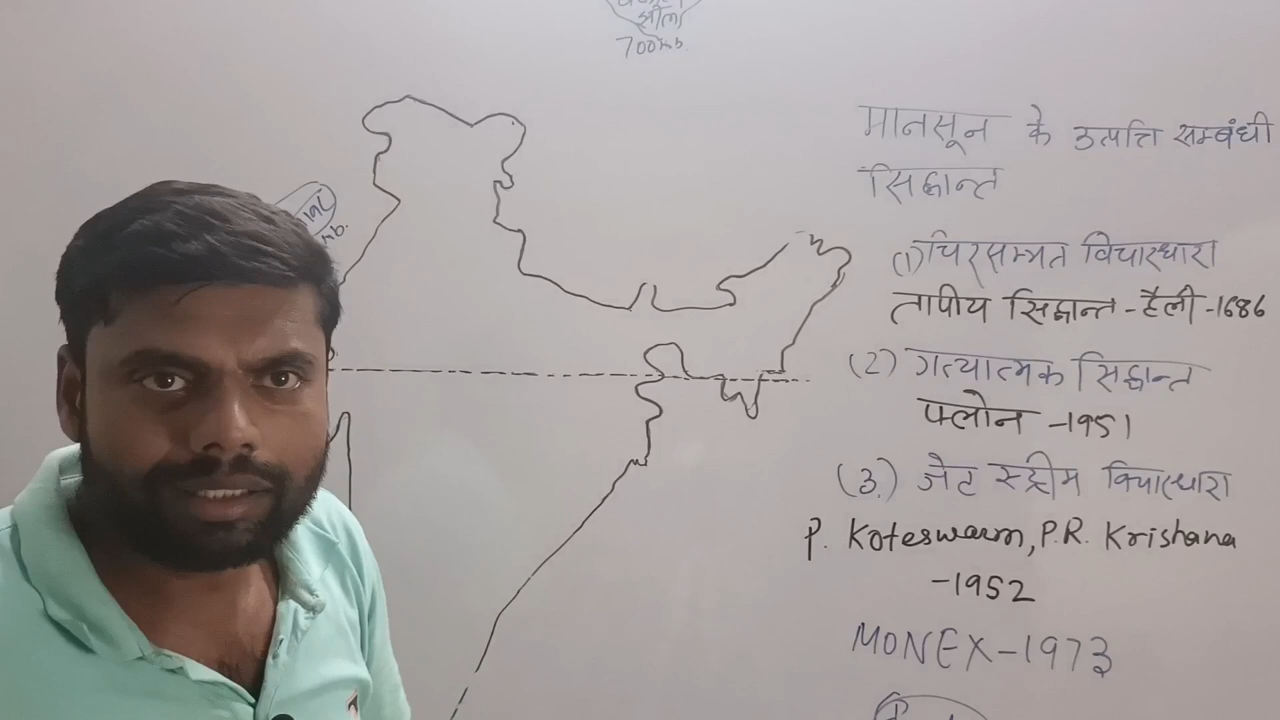 झील
700mb.
mb.
मानसून के उत्पत्ति सम्बंधी
सिद्धान्त
(1) चिरसम्मत विचारधारा
तापीय सिद्धान्त - हैली - 1686
(2) गत्यात्मक सिद्धान्त
फ्लोन - 1951
(3.) जेट स्ट्रीम विचारधारा
P. Koteswarm, P.R. Krishana
- 1952
MONEX - 1973